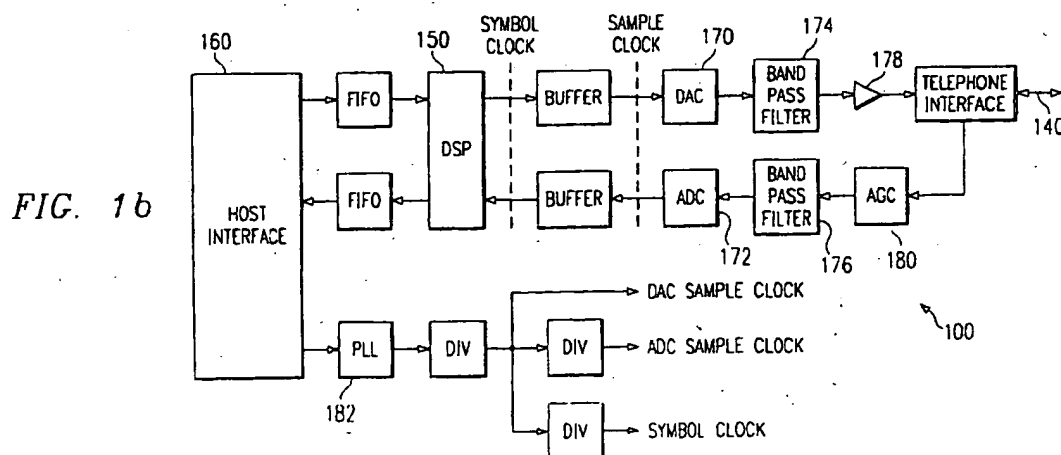 FIG. 1b
160
HOST
INTERFACE
FIFO
FIFO
150
DSP
SYMBOL
CLOCK
BUFFER
BUFFER
SAMPLE
CLOCK
170
DAC
ADC
172
174
BAND
PASS
FILTER
BAND
PASS
FILTER
176
178
AGC
180
TELEPHONE
INTERFACE
140
PLL
182
DIV
DAC SAMPLE CLOCK
DIV
ADC SAMPLE CLOCK
DIV
SYMBOL CLOCK
100